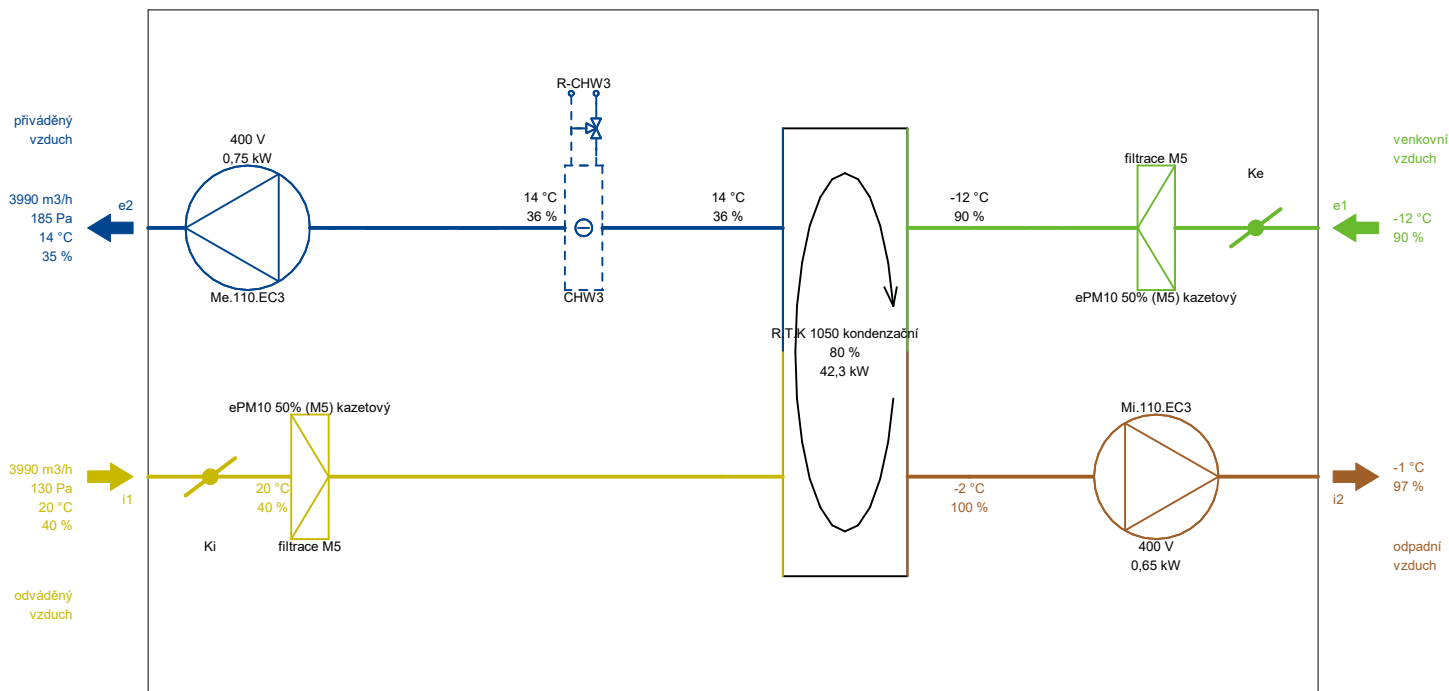 R-CHW3
přiváděný
vzduch
400 V
0,75 kW
venkovní
vzduch
filtrace M5
Ke
3990 m3/h
185 Pa
14 °C
35 %
e2
14 °C
36 %
14 °C
36 %
-12 °C
90 %
e1
-12 °C
90 %
Me.110.EC3
CHW3
ePM10 50% (M5) kazetový
R.T.K 1050 kondenzační
80 %
42,3 kW
ePM10 50% (M5) kazetový
Mi.110.EC3
3990 m3/h
130 Pa
20 °C
40 %
i1
20 °C
40 %
-2 °C
100 %
-1 °C
97 %
i2
Ki
filtrace M5
400 V
0,65 kW
odpadní
vzduch
odváděný
vzduch